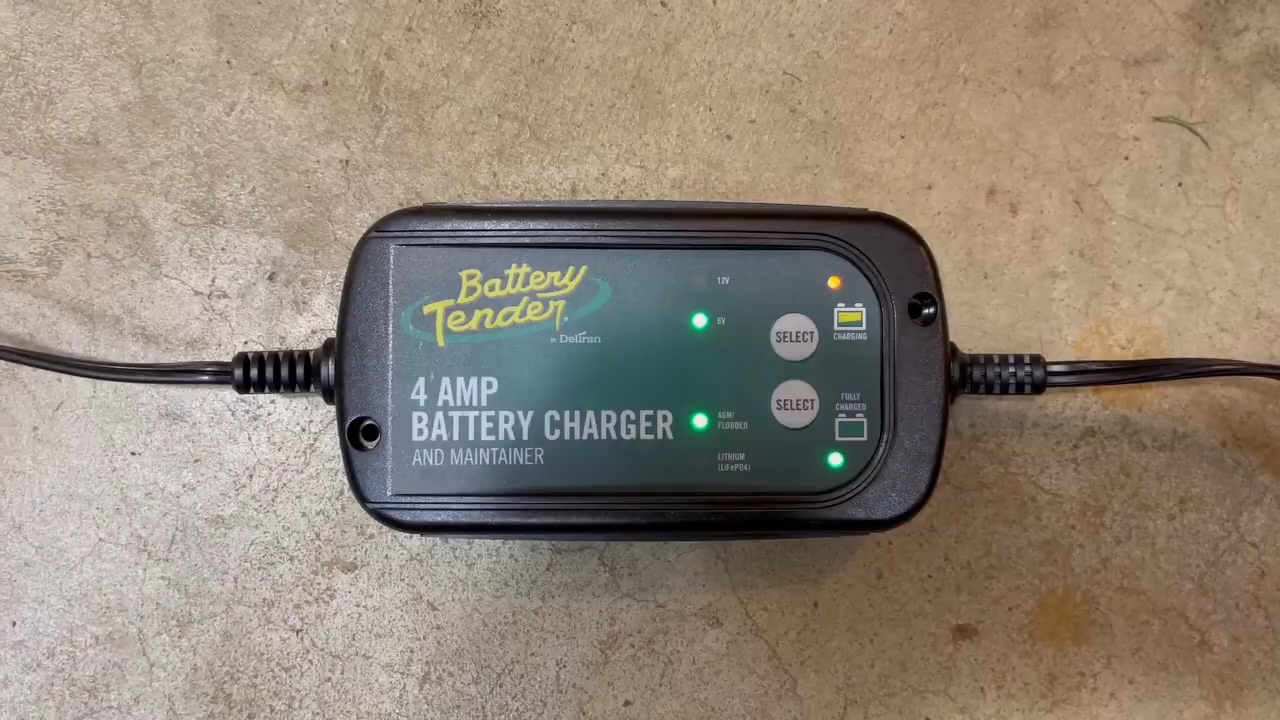 Battery
Tender®
BY Deltran
4 AMP
BATTERY CHARGER
AND MAINTAINER
12V
6V
AGM/
FLOODED
LITHIUM
(LiFePO4)
SELECT
SELECT
CHARGING
FULLY
CHARGED